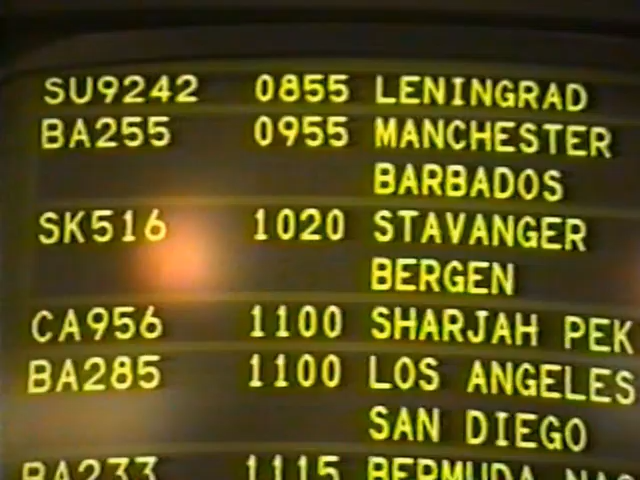 SU9242 0855 LENINGRAD
BA255 0955 MANCHESTER
BARBADOS
SK516 1020 STAVANGER
BERGEN
CA956 1100 SHARJAH PEK
BA285 1100 LOS ANGELES
SAN DIEGO
BA233 1115 BERMUDA